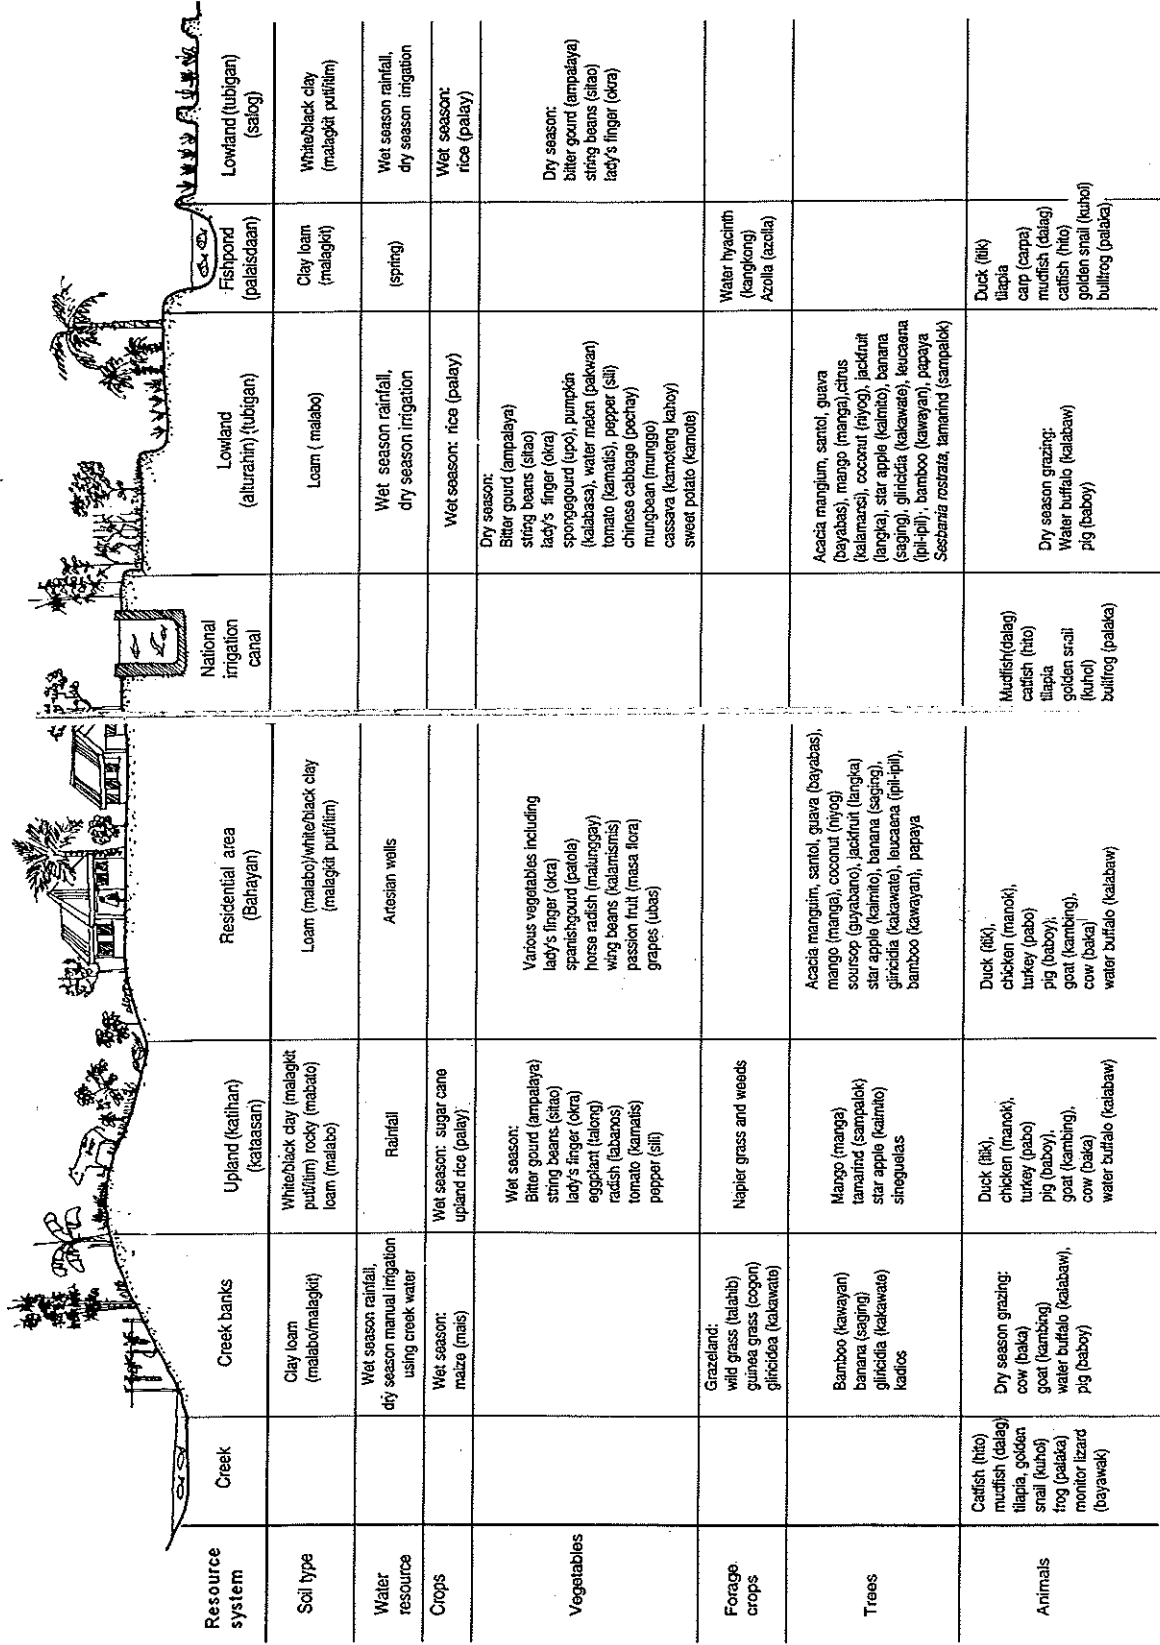 Resource
system
Creek
Creek banks
Upland (katihan)
(kataasan)
Residential area
(Bahayan)
National
irrigation
canal
Lowland
(alturahin) (tubigan)
Fishpond
(palaisdaan)
Lowland (tubigan)
(salog)
Soil type
Clay loam
(malabo/malagkit)
White/black clay (malagkit
puti/itim) rocky (mabato)
loam (malabo)
Loam (malabo)/white/black clay
(malagkit puti/itim)
Loam ( malabo)
Clay loam
(malagkit)
White/black clay
(malagkit puti/itim)
Water
resource
Wet season rainfall,
dry season manual irrigation
using creek water
Rainfall
Artesian wells
Wet season rainfall,
dry season irrigation
(spring)
Wet season rainfall,
dry season irrigation
Crops
Wet season:
maize (mais)
Wet season: sugar cane
upland rice (palay)
Wet season: rice (palay)
Wet season:
rice (palay)
Vegetables
Wet season:
Bitter gourd (ampalaya)
string beans (sitao)
lady's finger (okra)
eggplant (talong)
radish (labanos)
tomato (kamatis)
pepper (sili)
Various vegetables including
lady's finger (okra)
spanishgourd (patola)
horse radish (malunggay)
wing beans (kalamismis)
passion fruit (masa flora)
grapes (ubas)
Dry season:
Bitter gourd (ampalaya)
string beans (sitao)
lady's finger (okra)
spongegourd (upo), pumpkin
(kalabasa), water melon (pakwan)
tomato (kamatis), pepper (sili)
chinese cabbage (pechay)
mungbean (munggo)
cassava (kamoteng kahoy)
sweet potato (kamote)
Dry season:
bitter gourd (ampalaya)
string beans (sitao)
lady's finger (okra)
Forage
crops
Grazeland:
wild grass (talahib)
guinea grass (cogon)
gliricidea (kakawate)
Napier grass and weeds
Water hyacinth
(kangkong)
Azolla (azolla)
Trees
Bamboo (kawayan)
banana (saging)
gliricidia (kakawate)
kadios
Mango (manga)
tamarind (sampalok)
star apple (kaimito)
sineguelas
Acacia manguim, santol, guava (bayabas),
mango (manga), coconut (niyog)
soursop (guyabano), jackfruit (langka)
star apple (kaimito), banana (saging),
gliricidia (kakawate), leucaena (ipil-ipil),
bamboo (kawayan), papaya
Acacia mangium, santol, guava
(bayabas), mango (manga),citrus
(kalamansi), coconut (niyog), jackfruit
(langka), star apple (kaimito), banana
(saging), gliricidia (kakawate), leucaena
(ipil-ipil); bamboo (kawayan), papaya
Sesbania rostrata, tamarind (sampalok)
Animals
Catfish (hito)
mudfish (dalag)
tilapia, golden
snail (kuhol)
frog (palaka)
monitor lizard
(bayawak)
Dry season grazing:
cow (baka)
goat (kambing)
water buffalo (kalabaw),
pig (baboy)
Duck (itik),
chicken (manok),
turkey (pabo)
pig (baboy),
goat (kambing),
cow (baka)
water buffalo (kalabaw)
Duck (itik),
chicken (manok),
turkey (pabo)
pig (baboy),
goat (kambing),
cow (baka)
water buffalo (kalabaw)
Mudfish(dalag)
catfish (hito)
tilapia
golden snail
(kuhol)
bullfrog (palaka)
Dry season grazing:
Water buffalo (kalabaw)
pig (baboy)
Duck (itik)
tilapia
carp (carpa)
mudfish (dalag)
catfish (hito)
golden snail (kuhol)
bullfrog (palaka)